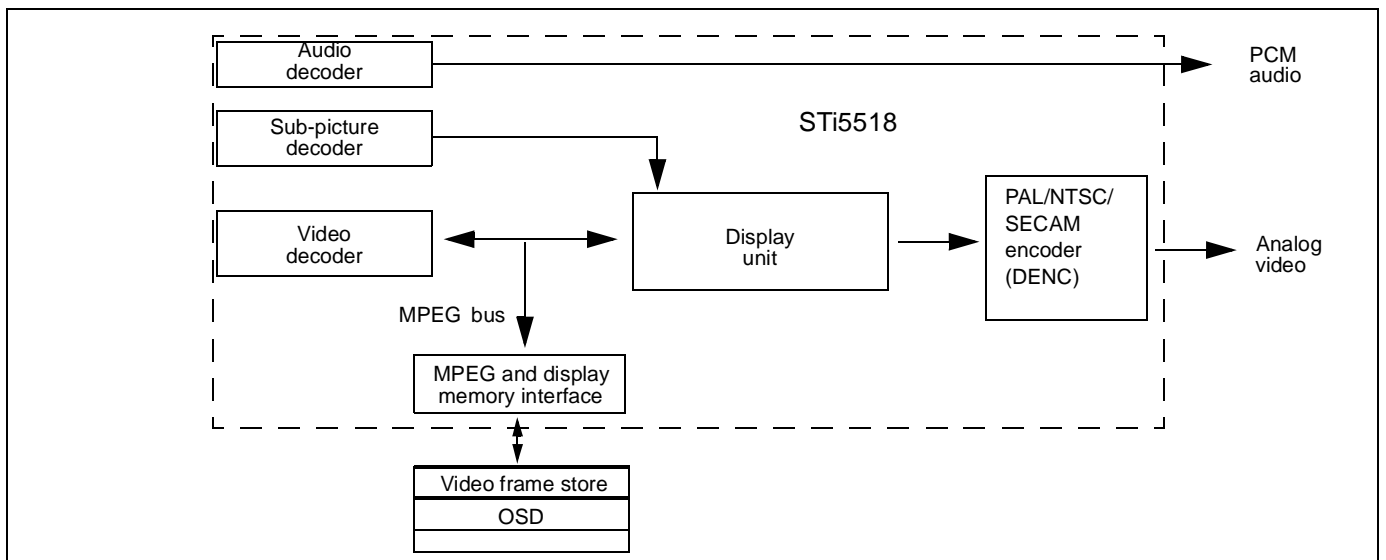 Audio
decoder
PCM
audio
Sub-picture
decoder
STi5518
Video
decoder
Display
unit
PAL/NTSC/
SECAM
encoder
(DENC)
Analog
video
MPEG bus
MPEG and display
memory interface
Video frame store
OSD